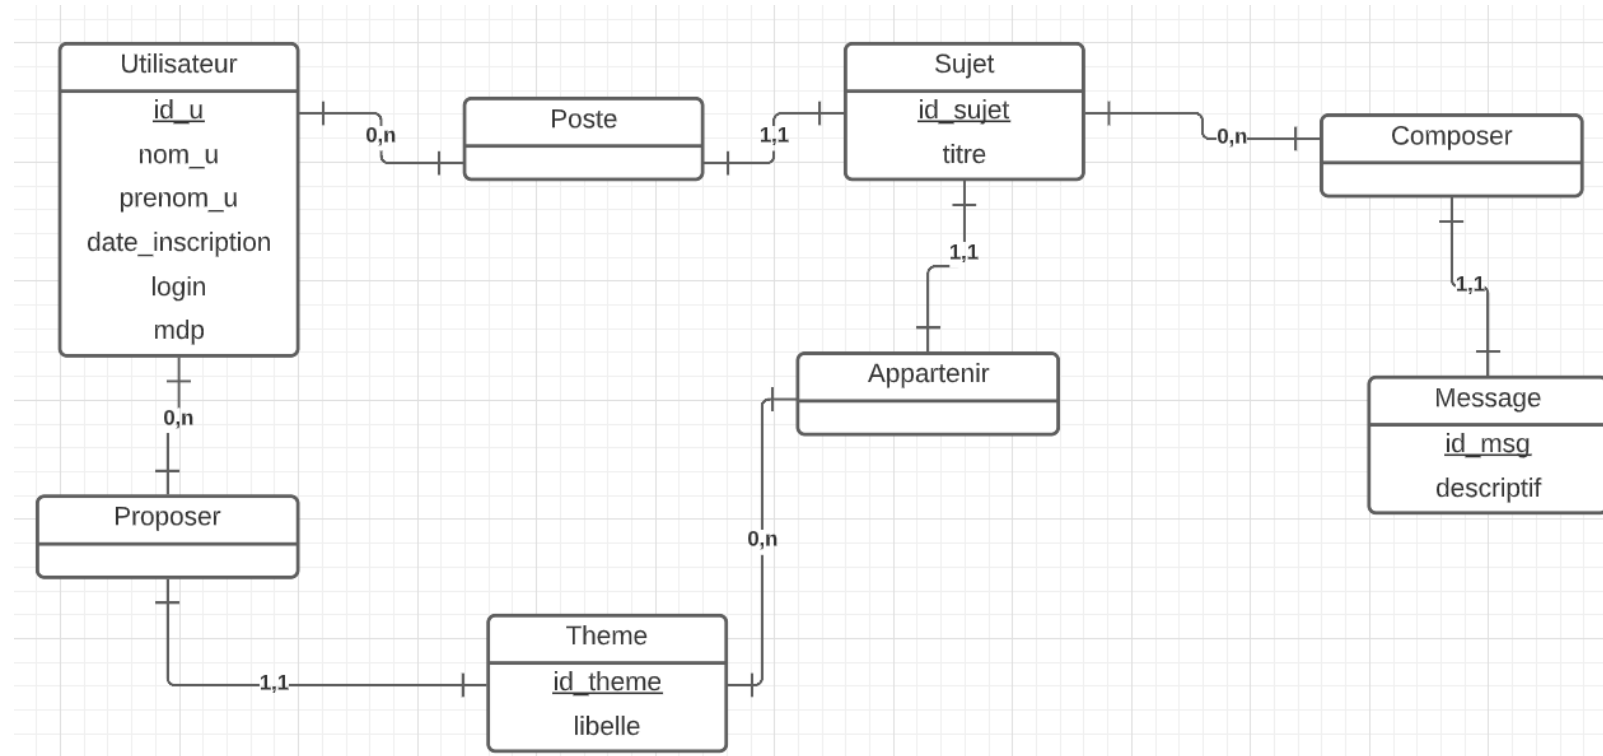 Utilisateur
id_u
nom_u
prenom_u
date_inscription
login
mdp
0,n
Poste
1,1
Sujet
id_sujet
titre
0,n
Composer
1,1
Message
id_msg
descriptif
1,1
Appartenir
0,n
0,n
Proposer
1,1
Theme
id_theme
libelle